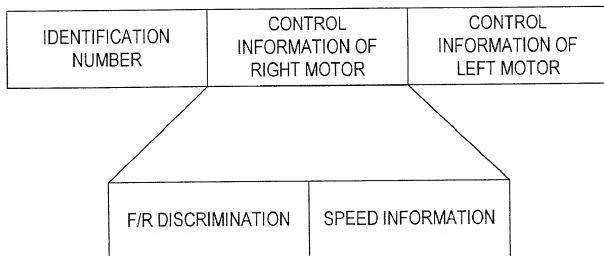 IDENTIFICATION
NUMBER
CONTROL
INFORMATION OF
RIGHT MOTOR
CONTROL
INFORMATION OF
LEFT MOTOR
F/R DISCRIMINATION
SPEED INFORMATION